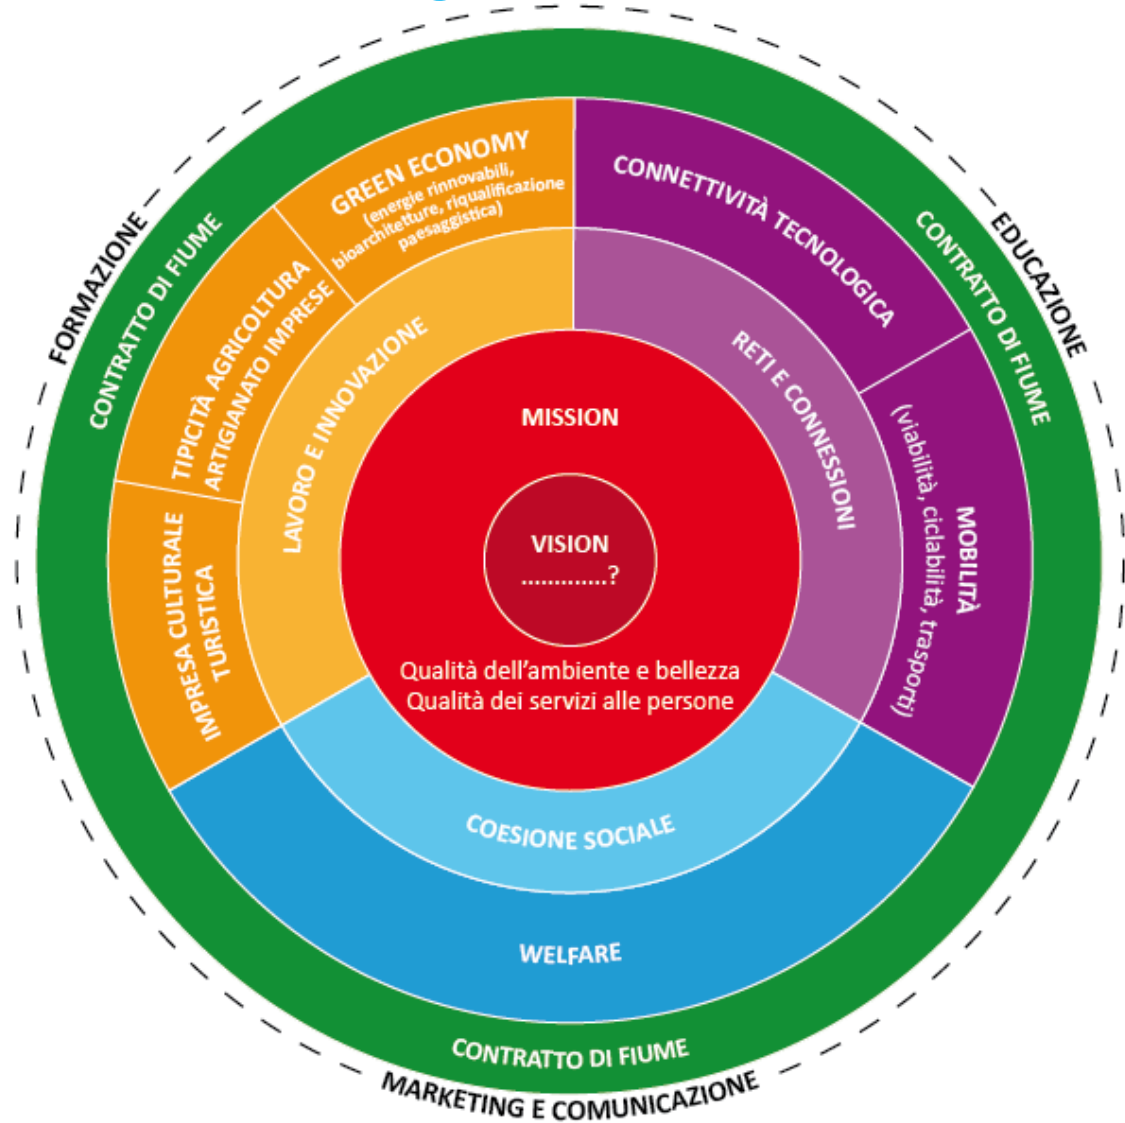 FORMAZIONE
EDUCAZIONE
MARKETING E COMUNICAZIONE
CONTRATTO DI FIUME
CONTRATTO DI FIUME
CONTRATTO DI FIUME
GREEN ECONOMY
(energie rinnovabili,
bioarchitetture, riqualificazione
paesaggistica)
TIPICITÀ AGRICOLTURA
ARTIGIANATO IMPRESE
IMPRESA CULTURALE
TURISTICA
LAVORO E INNOVAZIONE
CONNETTIVITÀ TECNOLOGICA
MOBILITÀ
(viabilità, ciclabilità, trasporti)
RETI E CONNESSIONI
MISSION
VISION
.............?
Qualità dell'ambiente e bellezza
Qualità dei servizi alle persone
COESIONE SOCIALE
WELFARE